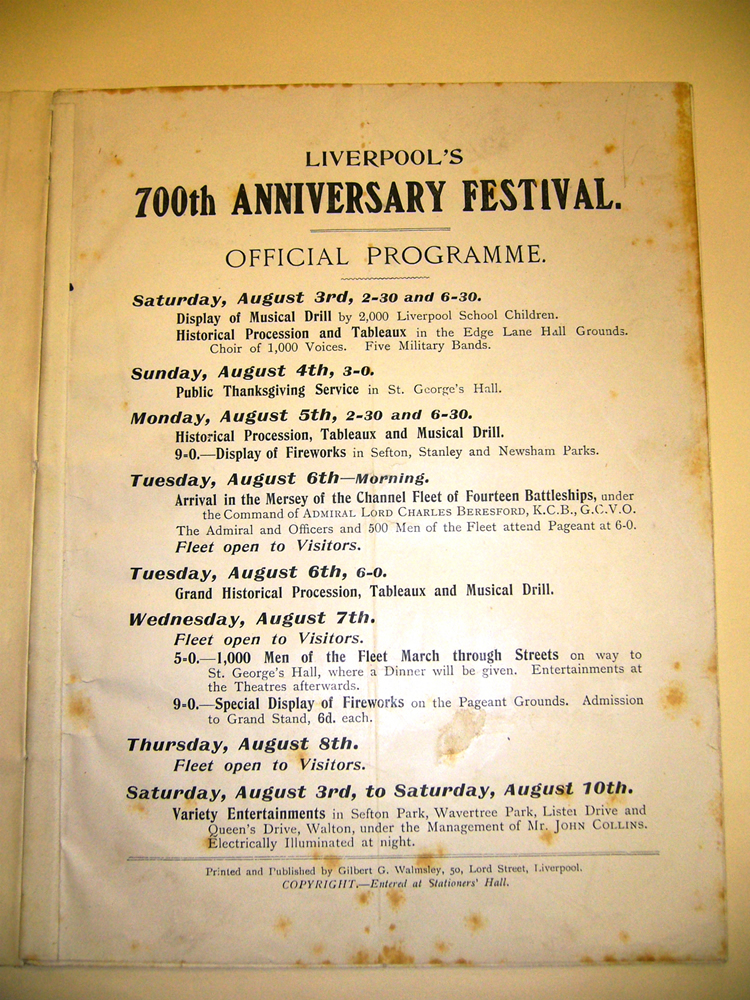 LIVERPOOL'S
700th ANNIVERSARY FESTIVAL.
OFFICIAL PROGRAMME.
Saturday, August 3rd, 2-30 and 6-30.
Display of Musical Drill by 2,000 Liverpool School Children.
Historical Procession and Tableaux in the Edge Lane Hall Grounds.
Choir of 1,000 Voices. Five Military Bands.
Sunday, August 4th, 3-0.
Public Thanksgiving Service in St. George's Hall.
Monday, August 5th, 2-30 and 6-30.
Historical Procession, Tableaux and Musical Drill.
9-0.—Display of Fireworks in Sefton, Stanley and Newsham Parks.
Tuesday, August 6th—Morning.
Arrival in the Mersey of the Channel Fleet of Fourteen Battleships, under
the Command of ADMIRAL LORD CHARLES BERESFORD, K.C.B., G.C.V.O.
The Admiral and Officers and 500 Men of the Fleet attend Pageant at 6-0.
Fleet open to Visitors.
Tuesday, August 6th, 6-0.
Grand Historical Procession, Tableaux and Musical Drill.
Wednesday, August 7th.
Fleet open to Visitors.
5-0.—1,000 Men of the Fleet March through Streets on way to
St. George's Hall, where a Dinner will be given. Entertainments at
the Theatres afterwards.
9-0.—Special Display of Fireworks on the Pageant Grounds. Admission
to Grand Stand, 6d. each.
Thursday, August 8th.
Fleet open to Visitors.
Saturday, August 3rd, to Saturday, August 10th.
Variety Entertainments in Sefton Park, Wavertree Park, Lister Drive and
Queen's Drive, Walton, under the Management of Mr. JOHN COLLINS.
Electrically Illuminated at night.
Printed and Published by Gilbert G. Walmsley, 50, Lord Street, Liverpool.
COPYRIGHT.—Entered at Stationers' Hall.